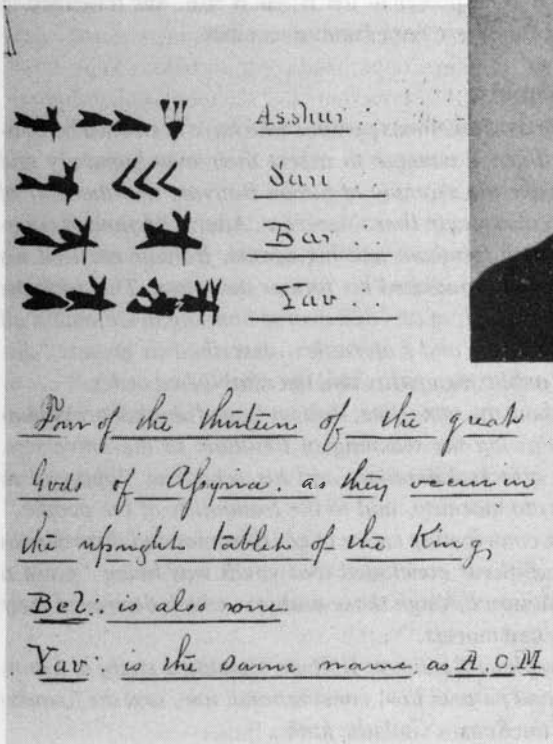 Asshur ..
San ....
Bar ...
Yav ...
Four of the thirteen of the great
Gods of Aſsyria as they occur in
the upright tablet of the King,
Bel: is also one
Yav: is the same name as A.O.M